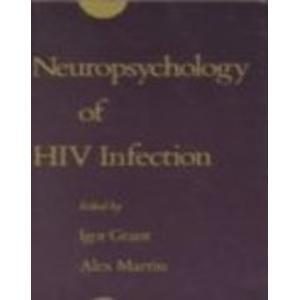 Neuropsychology
of
HIV Infection
Edited by
Igor Grant
Alex Martin